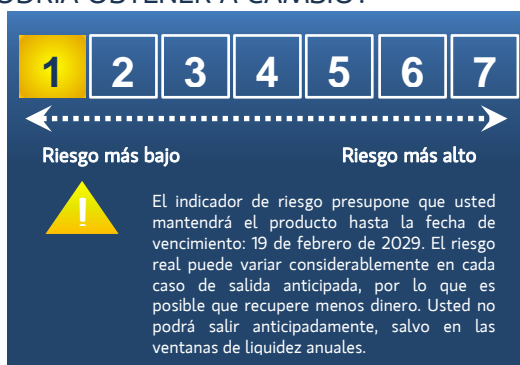 ODRÍA OBTENER A CAMBIO?
1 2 3 4 5 6 7
Riesgo más bajo Riesgo más alto
!
El indicador de riesgo presupone que usted
mantendrá el producto hasta la fecha de
vencimiento: 19 de febrero de 2029. El riesgo
real puede variar considerablemente en cada
caso de salida anticipada, por lo que es
posible que recupere menos dinero. Usted no
podrá salir anticipadamente, salvo en las
ventanas de liquidez anuales.